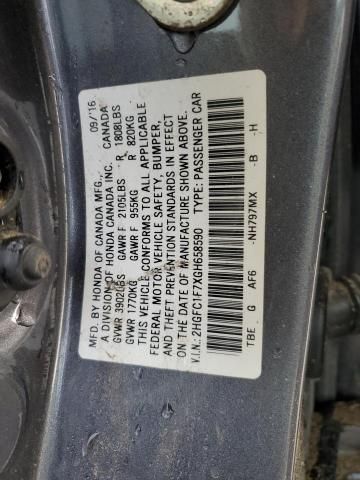 MFD. BY HONDA OF CANADA MFG., 09/'16
A DIVISION OF HONDA CANADA INC. CANADA
GVWR 3902LBS GAWR F 2105LBS R 1808LBS
GVWR 1770KG GAWR F 955KG R 820KG
THIS VEHICLE CONFORMS TO ALL APPLICABLE
FEDERAL MOTOR VEHICLE SAFETY, BUMPER,
AND THEFT PREVENTION STANDARDS IN EFFECT
ON THE DATE OF MANUFACTURE SHOWN ABOVE.
V.I.N.: 2HGFC1F7XGH658590 TYPE: PASSENGER CAR
TBE G AF6 -NH797MX -B H